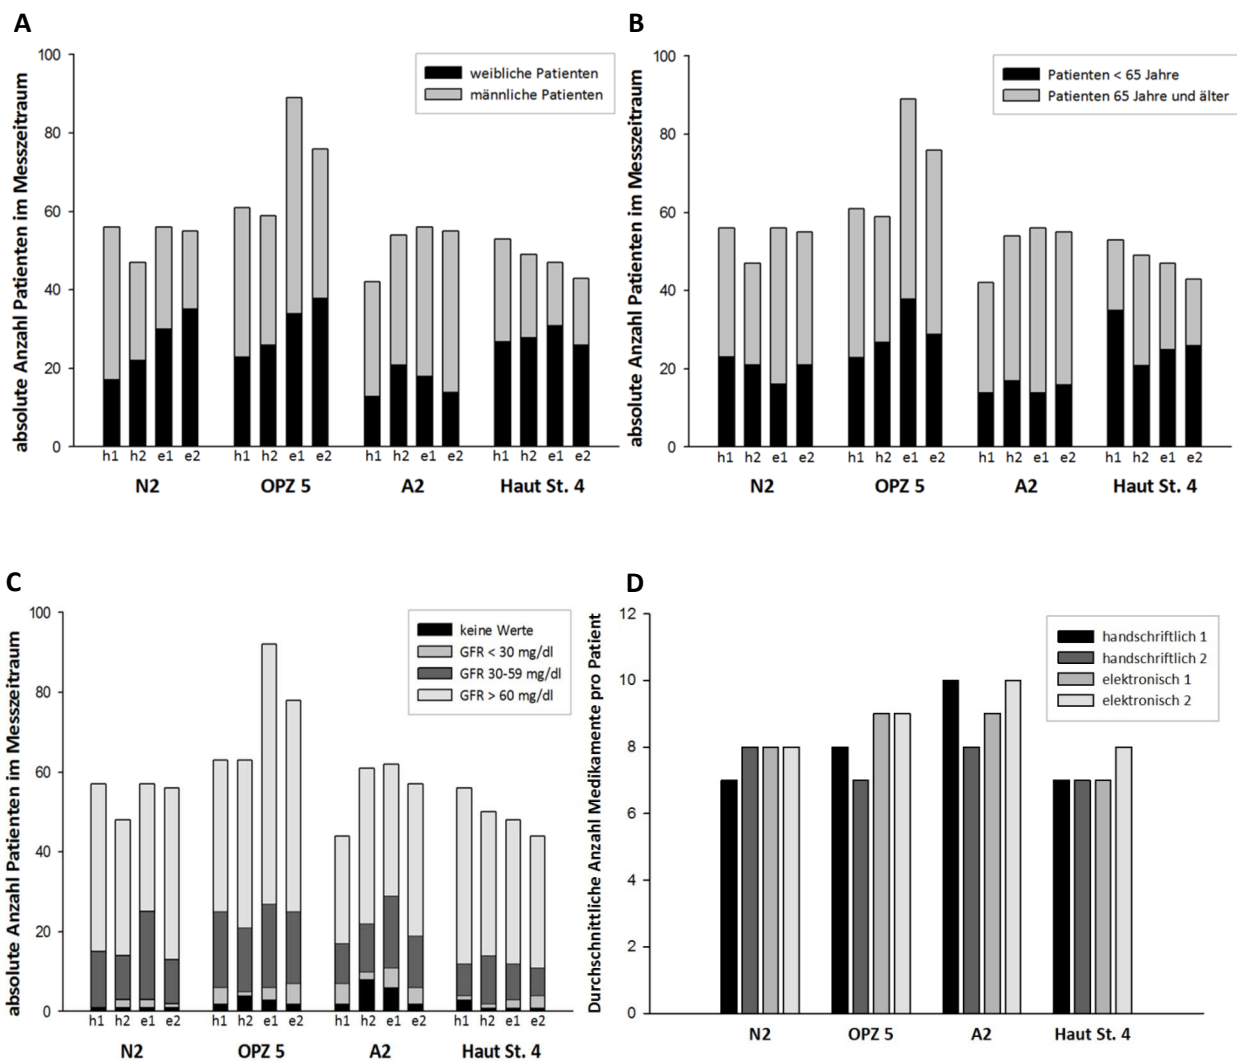 A
absolute Anzahl Patienten im Messzeitraum
100
80
60
40
20
0
weibliche Patienten
männliche Patienten
h1 h2 e1 e2 h1 h2 e1 e2 h1 h2 e1 e2 h1 h2 e1 e2
N2 OPZ 5 A2 Haut St. 4
B
absolute Anzahl Patienten im Messzeitraum
100
80
60
40
20
0
Patienten < 65 Jahre
Patienten 65 Jahre und älter
h1 h2 e1 e2 h1 h2 e1 e2 h1 h2 e1 e2 h1 h2 e1 e2
N2 OPZ 5 A2 Haut St. 4
C
absolute Anzahl Patienten im Messzeitraum
100
80
60
40
20
0
keine Werte
GFR < 30 mg/dl
GFR 30-59 mg/dl
GFR > 60 mg/dl
h1 h2 e1 e2 h1 h2 e1 e2 h1 h2 e1 e2 h1 h2 e1 e2
N2 OPZ 5 A2 Haut St. 4
D
Durchschnittliche Anzahl Medikamente pro Patient
12
10
8
6
4
2
0
handschriftlich 1
handschriftlich 2
elektronisch 1
elektronisch 2
N2 OPZ 5 A2 Haut St. 4